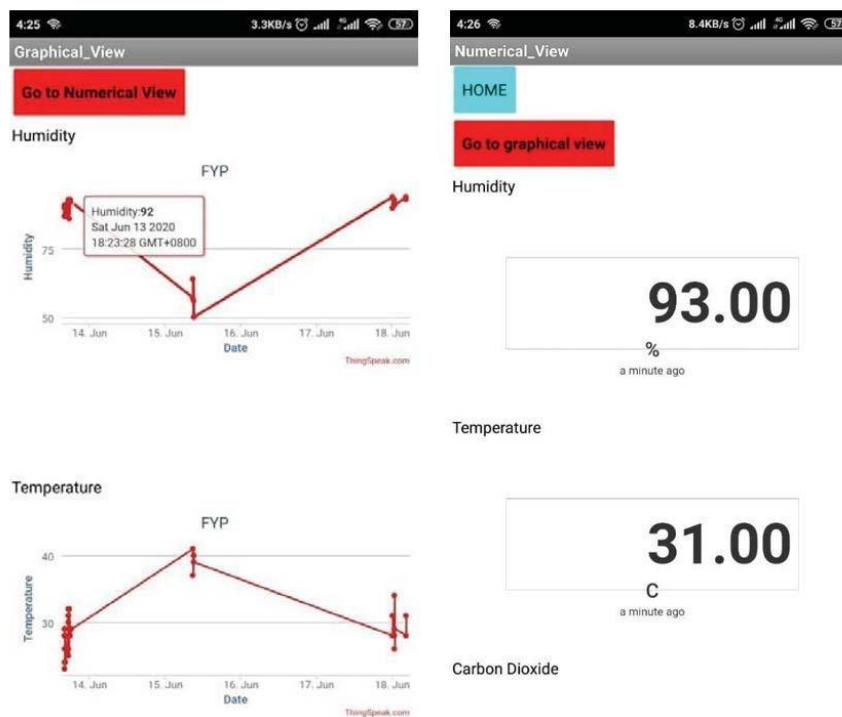 4:25
3.3KB/s
4G
57
Graphical_View
Go to Numerical View
Humidity
FYP
Humidity:92
Sat Jun 13 2020
18:23:28 GMT+0800
Humidity
75
50
14. Jun
15. Jun
16. Jun
17. Jun
18. Jun
Date
ThingSpeak.com
Temperature
FYP
Temperature
40
30
14. Jun
15. Jun
16. Jun
17. Jun
18. Jun
Date
ThingSpeak.com
4:26
8.4KB/s
4G
57
Numerical_View
HOME
Go to graphical view
Humidity
93.00
%
a minute ago
Temperature
31.00
C
a minute ago
Carbon Dioxide